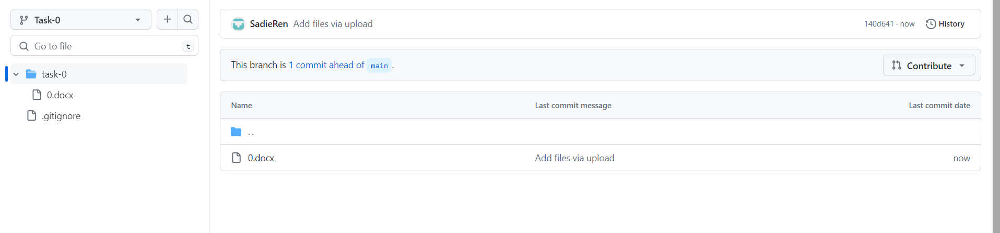 Task-0
Go to file
t
task-0
0.docx
.gitignore
SadieRen Add files via upload 140d641 · now History
This branch is 1 commit ahead of main.
Contribute
Name Last commit message Last commit date
..
0.docx Add files via upload now